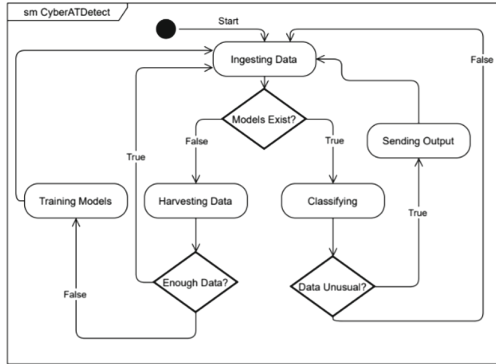 sm CyberATDetect
Start
Ingesting Data
False
Models Exist?
Sending Output
True
False
True
Training Models
Harvesting Data
Classifying
True
Enough Data?
Data Unusual?
False